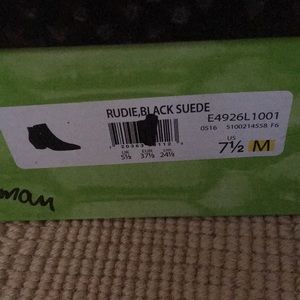 RUDIE,BLACK SUEDE
E4926L1001
0516 5100214558 F6
UK EUR US
5½ 37½ 24½ 7½ M
man